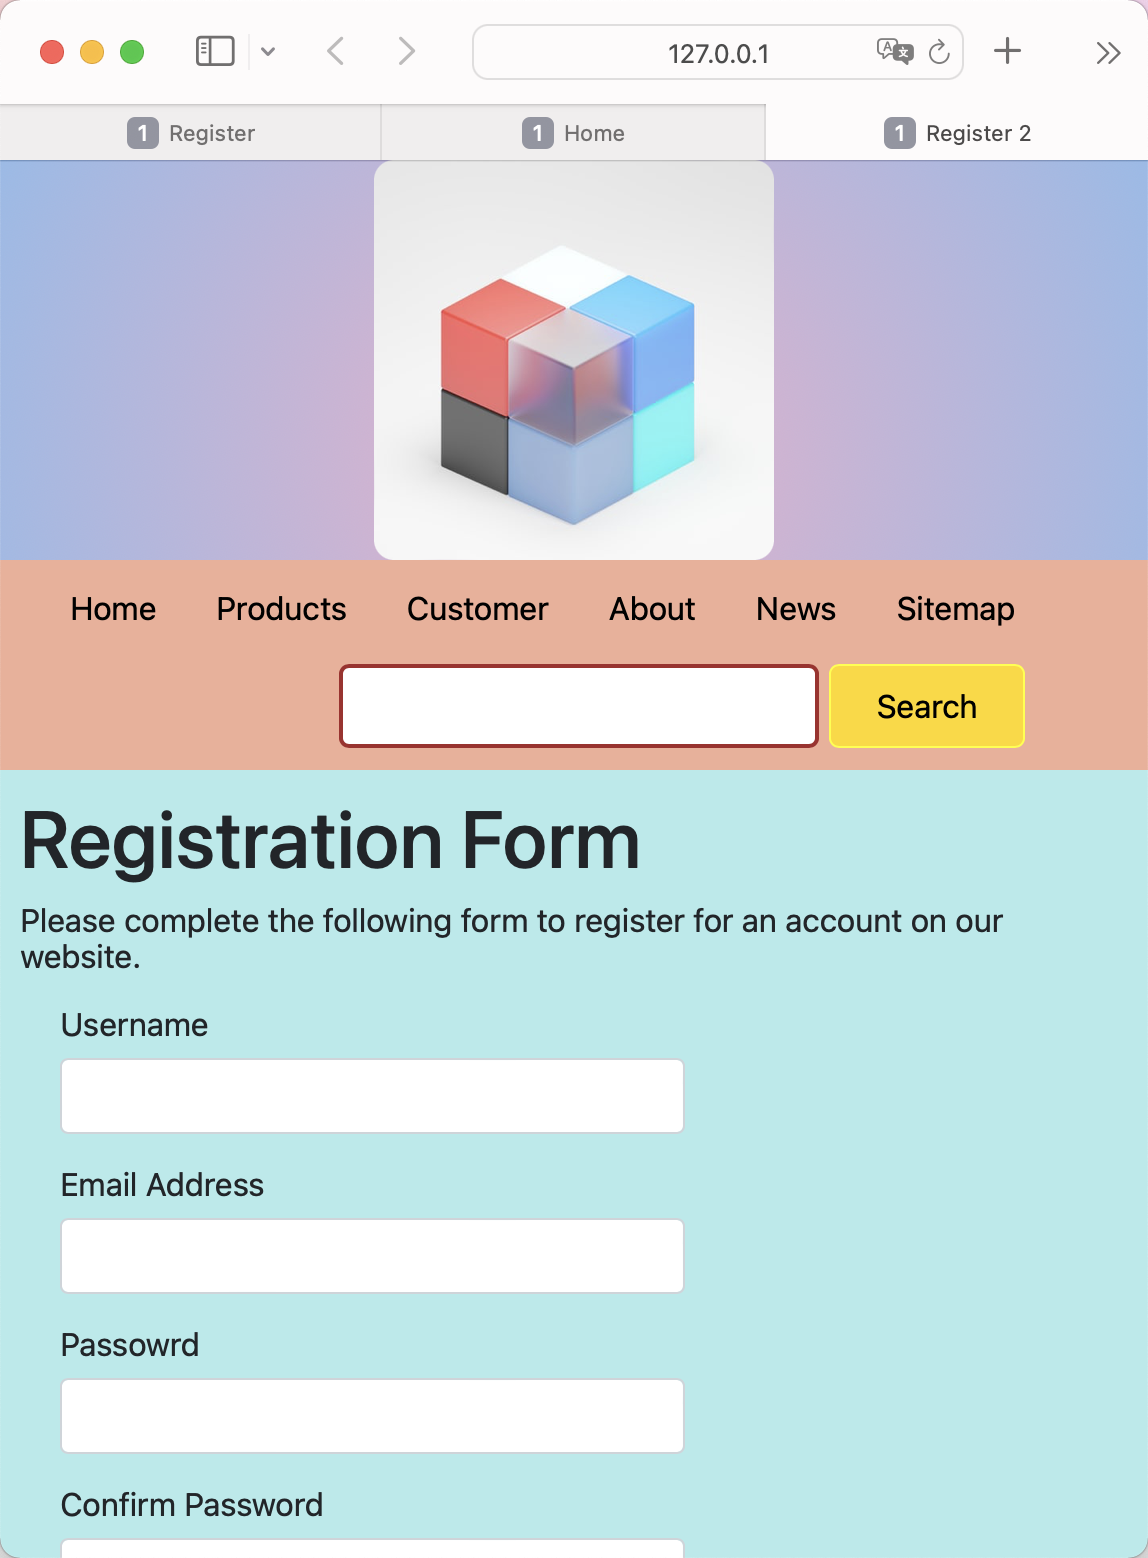 127.0.0.1
1 Register
1 Home
1 Register 2
Home Products Customer About News Sitemap
Search
Registration Form
Please complete the following form to register for an account on our
website.
Username
Email Address
Passowrd
Confirm Password